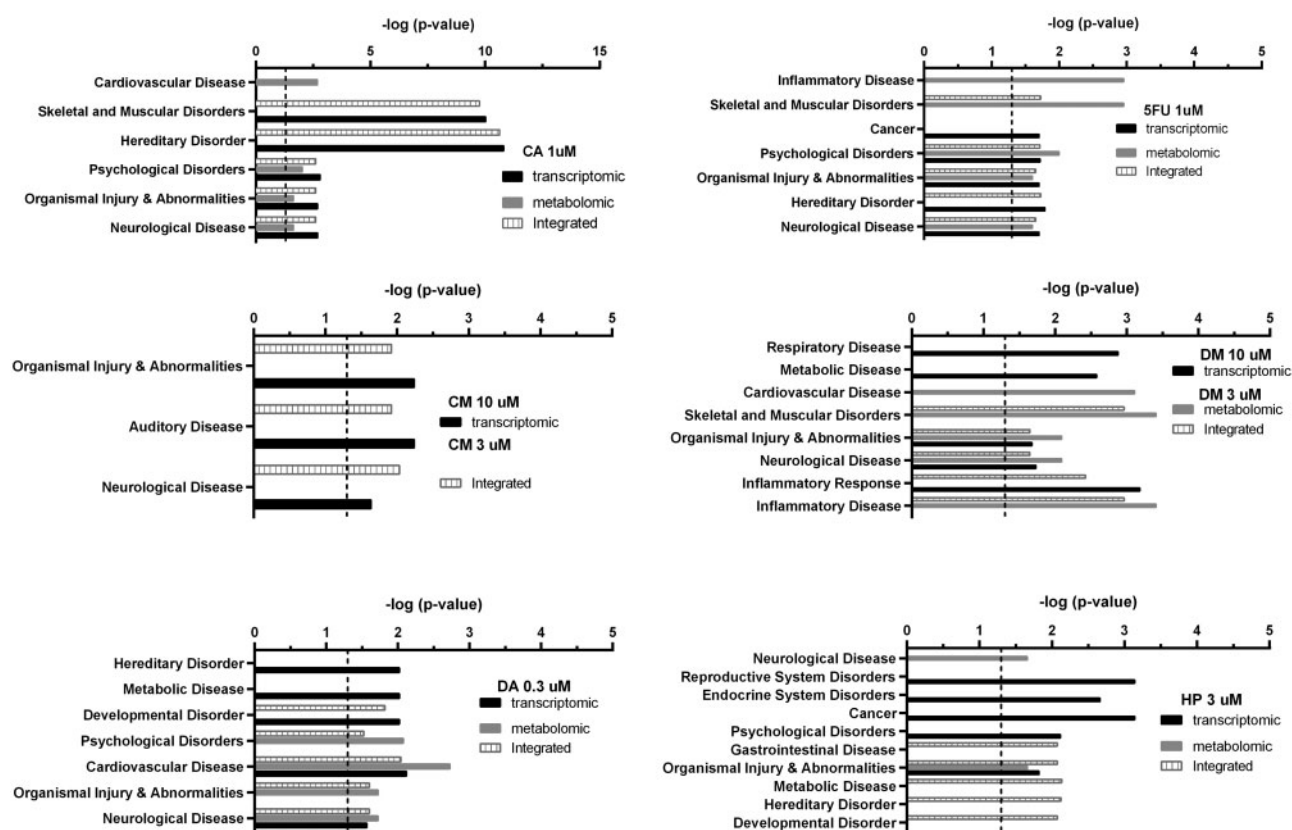 -log (p-value)
0 5 10 15
Cardiovascular Disease
Skeletal and Muscular Disorders
Hereditary Disorder
Psychological Disorders
Organismal Injury & Abnormalities
Neurological Disease
CA 1uM
transcriptomic
metabolomic
Integrated
-log (p-value)
0 1 2 3 4 5
Inflammatory Disease
Skeletal and Muscular Disorders
Cancer
Psychological Disorders
Organismal Injury & Abnormalities
Hereditary Disorder
Neurological Disease
5FU 1uM
transcriptomic
metabolomic
Integrated
-log (p-value)
0 1 2 3 4 5
Organismal Injury & Abnormalities
Auditory Disease
Neurological Disease
CM 10 uM
transcriptomic
CM 3 uM
Integrated
-log (p-value)
0 1 2 3 4 5
Respiratory Disease
Metabolic Disease
Cardiovascular Disease
Skeletal and Muscular Disorders
Organismal Injury & Abnormalities
Neurological Disease
Inflammatory Response
Inflammatory Disease
DM 10 uM
transcriptomic
DM 3 uM
metabolomic
Integrated
-log (p-value)
0 1 2 3 4 5
Hereditary Disorder
Metabolic Disease
Developmental Disorder
Psychological Disorders
Cardiovascular Disease
Organismal Injury & Abnormalities
Neurological Disease
DA 0.3 uM
transcriptomic
metabolomic
Integrated
-log (p-value)
0 1 2 3 4 5
Neurological Disease
Reproductive System Disorders
Endocrine System Disorders
Cancer
Psychological Disorders
Gastrointestinal Disease
Organismal Injury & Abnormalities
Metabolic Disease
Hereditary Disorder
Developmental Disorder
HP 3 uM
transcriptomic
metabolomic
Integrated